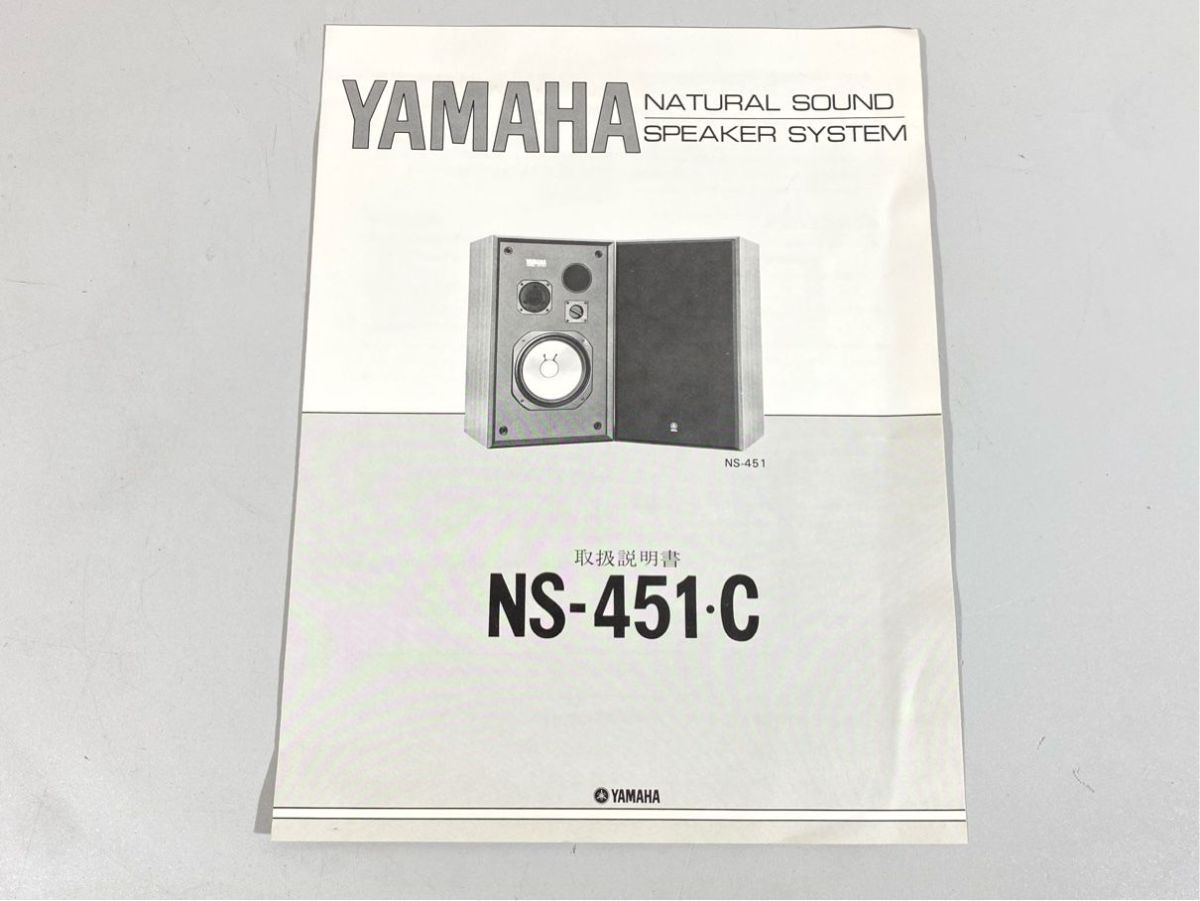 YAMAHA
NATURAL SOUND
SPEAKER SYSTEM
NS-451
取扱説明書
NS-451·C
YAMAHA